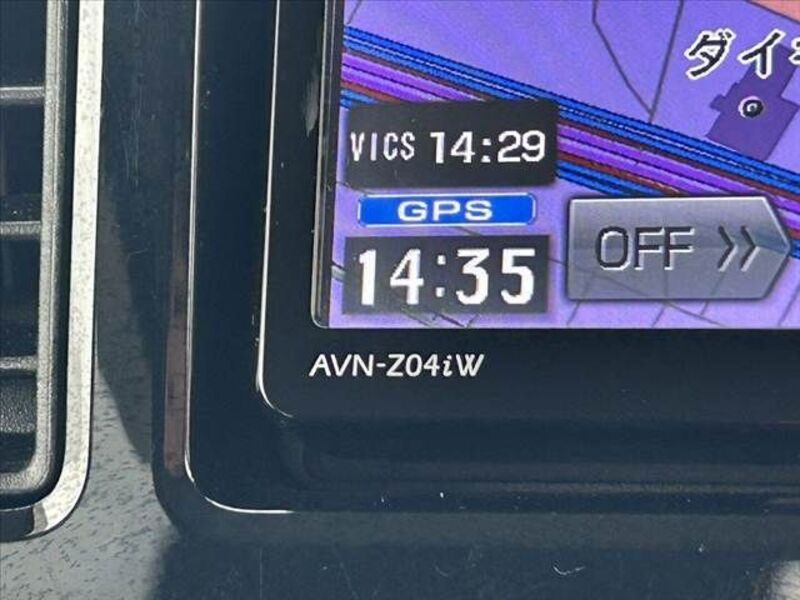 ダイ
VICS 14:29
GPS
14:35
OFF >>
AVN-Z04iW